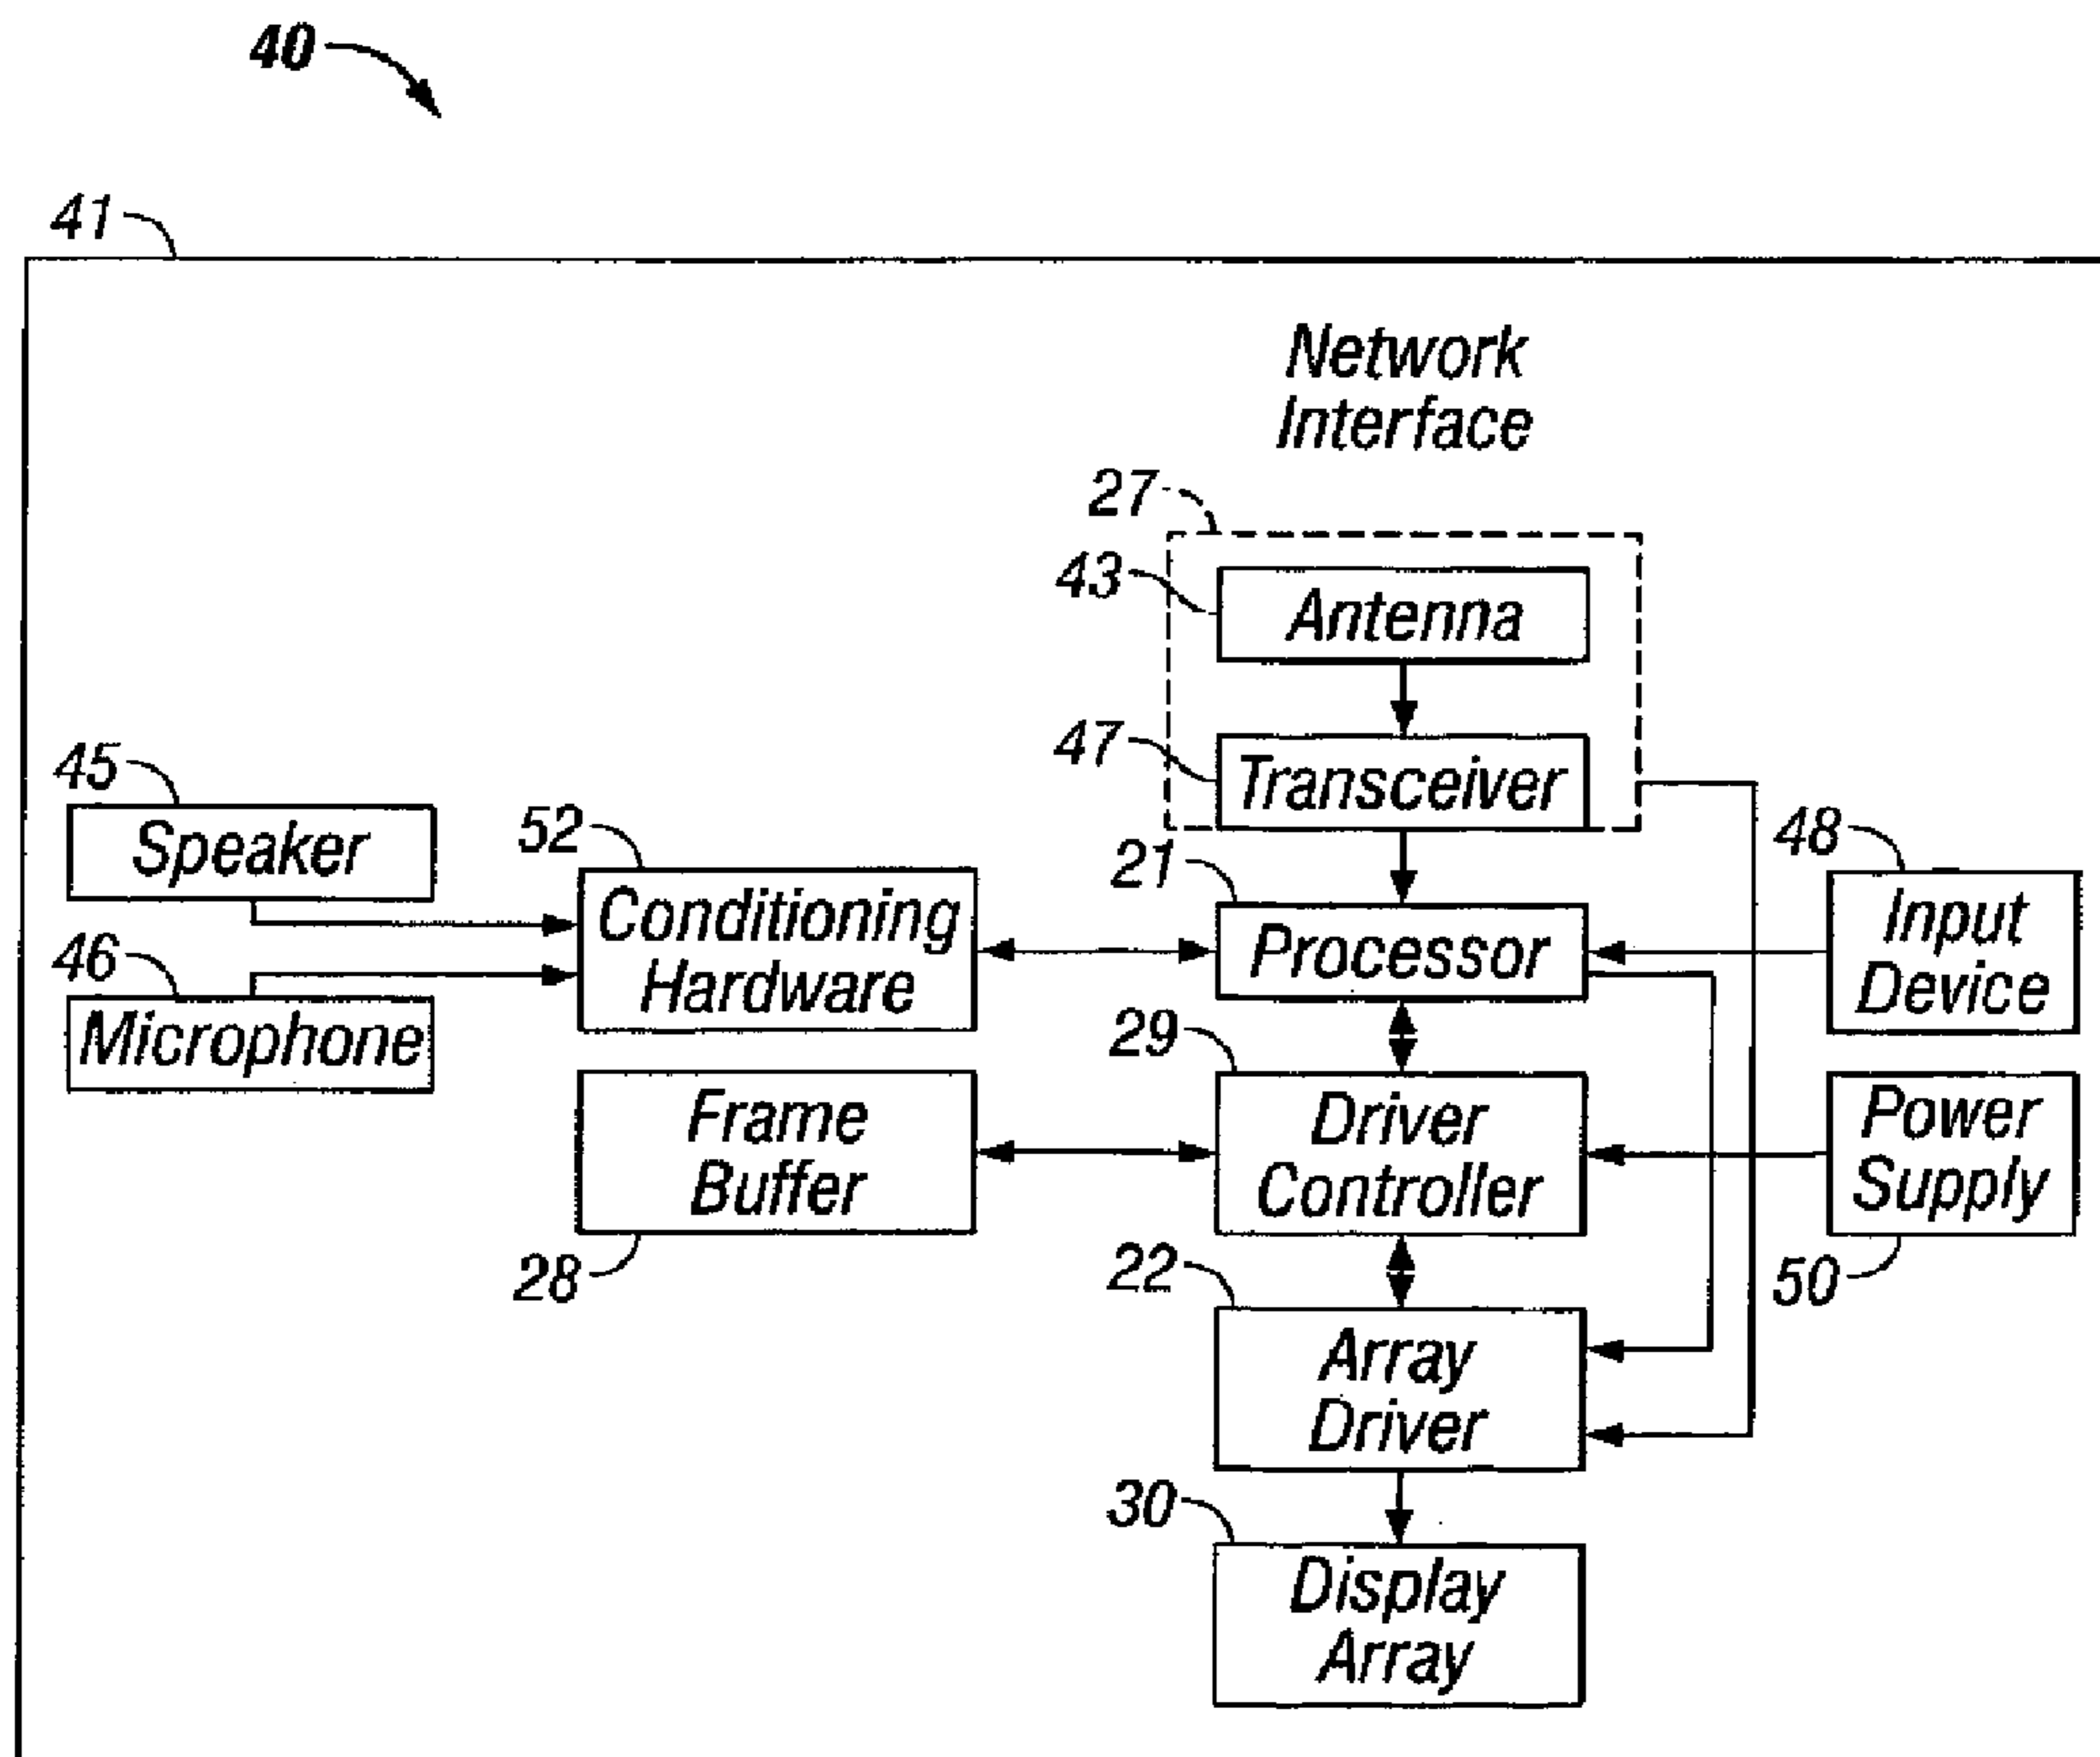 40
41
Network
Interface
27
43
Antenna
47
Transceiver
45
Speaker
52
Conditioning
Hardware
21
Processor
48
Input
Device
46
Microphone
29
Driver
Controller
Frame
Buffer
28
Power
Supply
50
22
Array
Driver
30
Display
Array